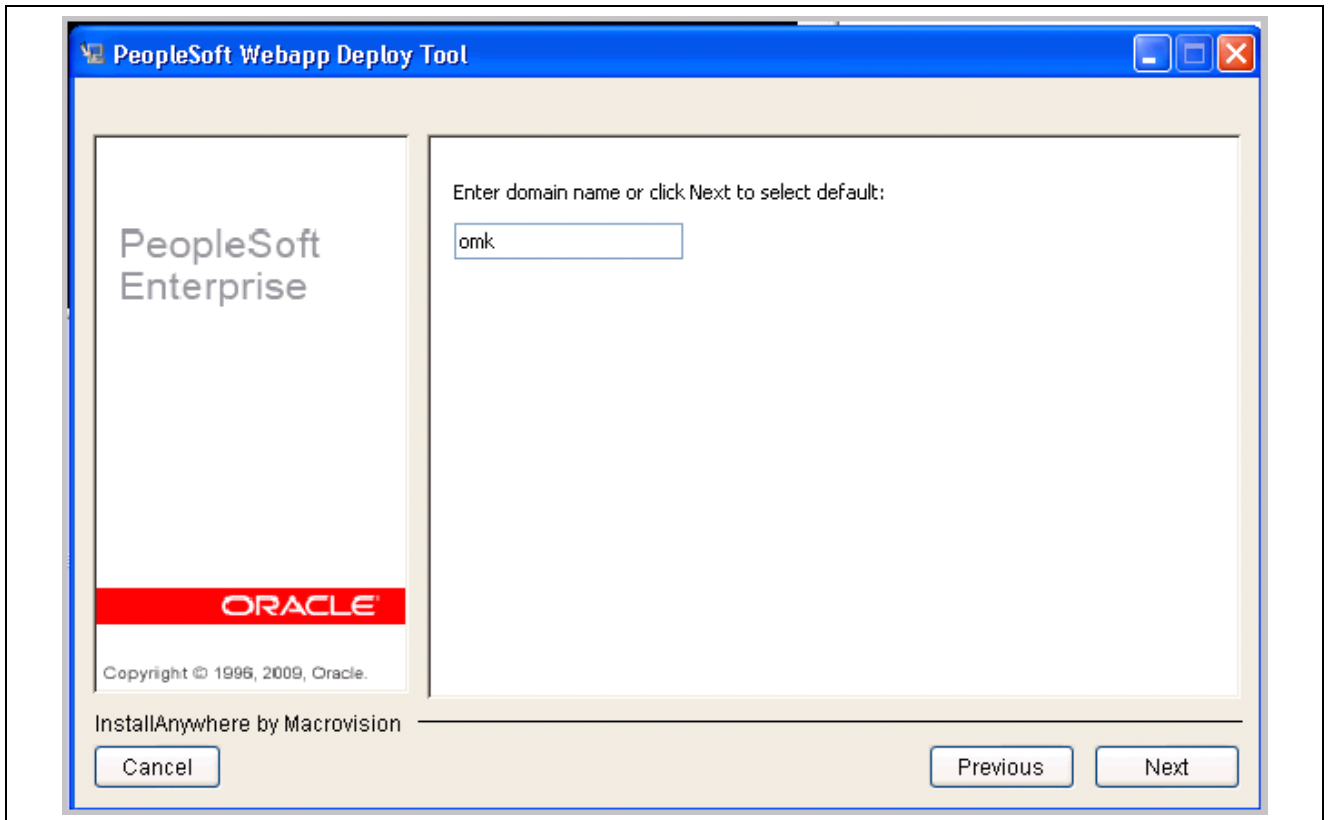 PeopleSoft Webapp Deploy Tool
PeopleSoft
Enterprise
ORACLE
Copyright © 1996, 2009, Oracle.
Enter domain name or click Next to select default:
omk
InstallAnywhere by Macrovision
Cancel
Previous
Next